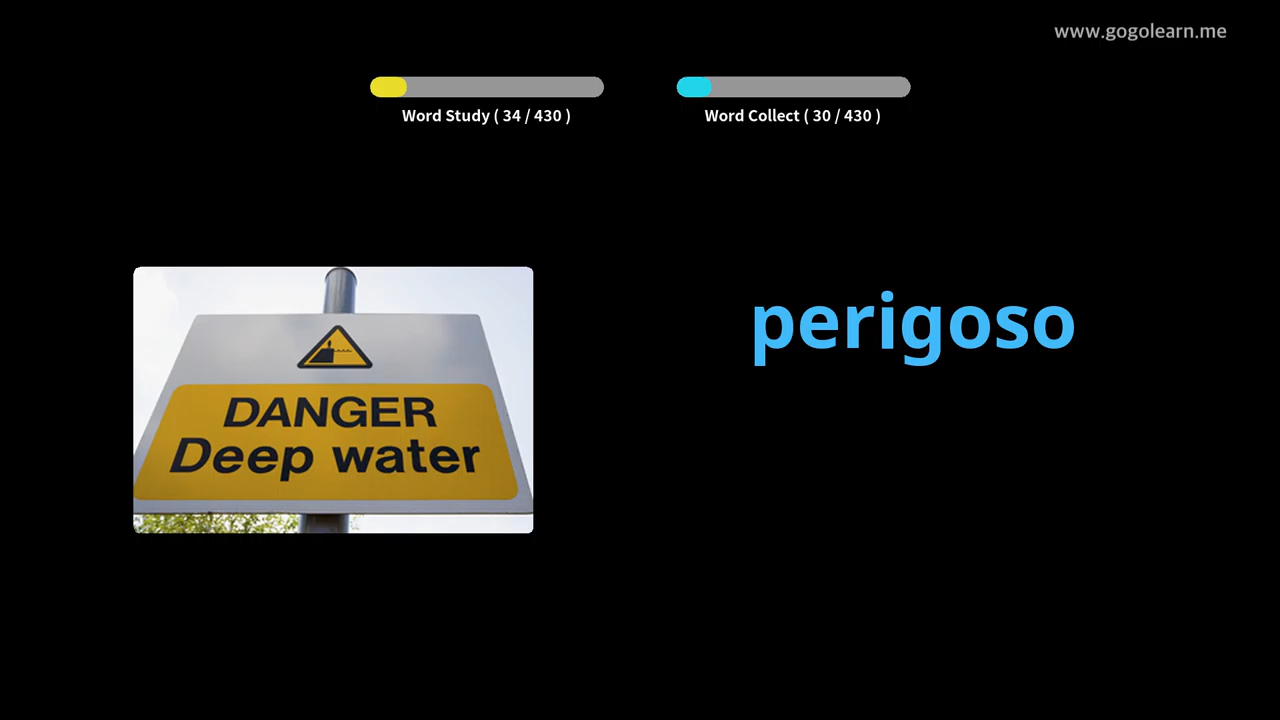 www.gogolearn.me
Word Study ( 34 / 430 )
Word Collect ( 30 / 430 )
DANGER
Deep water
perigoso